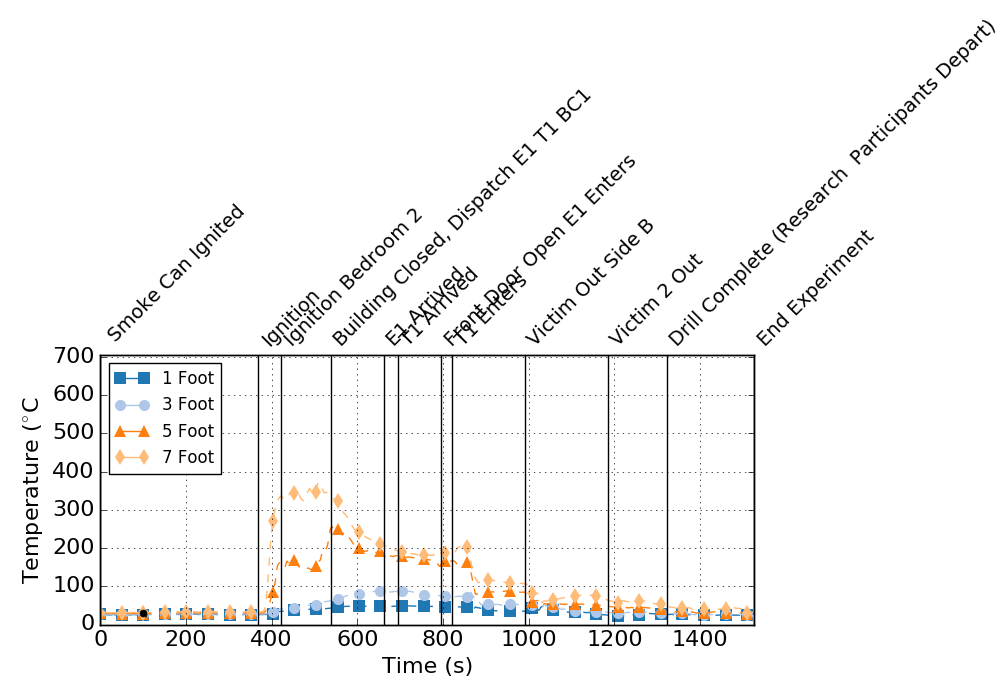 Smoke Can Ignited
Ignition
Ignition Bedroom 2
Building Closed, Dispatch E1 T1 BC1
E1 Arrived
T1 Arrived
Front Door Open E1 Enters
T1 Enters
Victim Out Side B
Victim 2 Out
Drill Complete (Research  Participants Depart)
End Experiment
700
600
500
400
300
200
100
0
Temperature (°C
1 Foot
3 Foot
5 Foot
7 Foot
0 200 400 600 800 1000 1200 1400
Time (s)